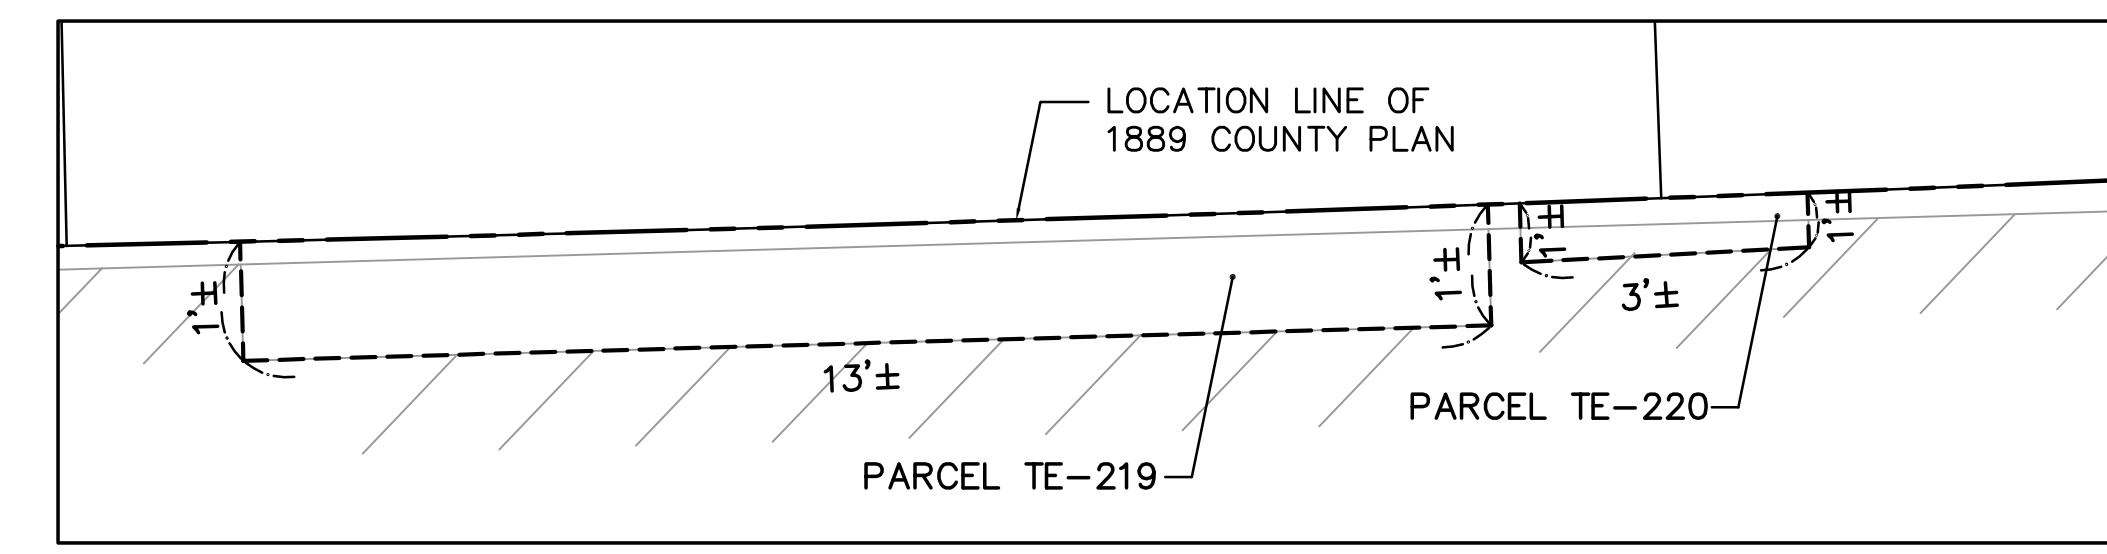 LOCATION LINE OF
1889 COUNTY PLAN
1'±
1'±
1'±
1'±
3'±
13'±
PARCEL TE-220
PARCEL TE-219